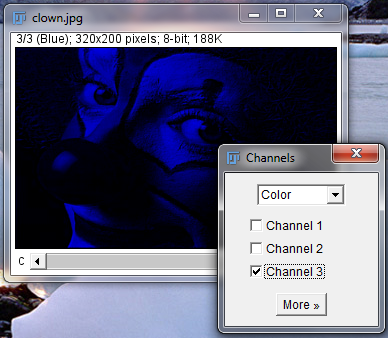 clown.jpg
3/3 (Blue); 320x200 pixels; 8-bit; 188K
Channels
Color
Channel 1
Channel 2
Channel 3
c
More »